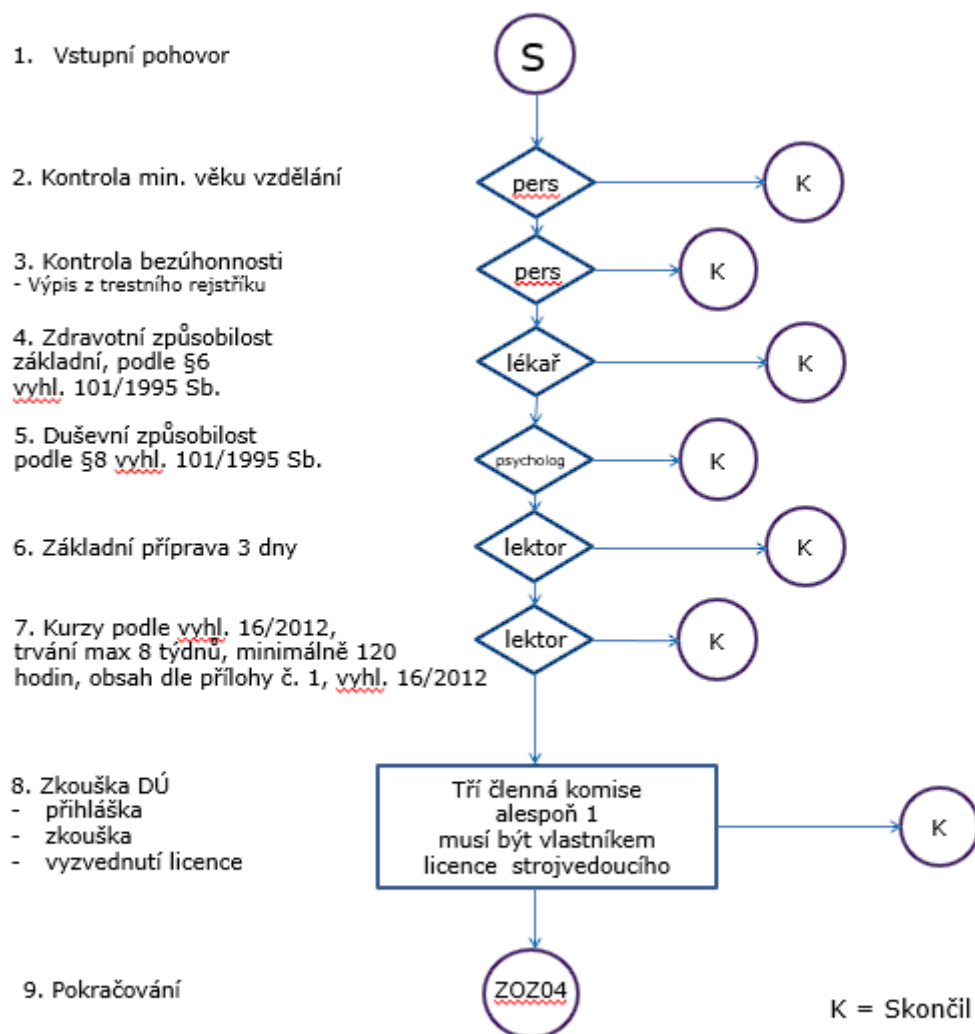 1. Vstupní pohovor
S
2. Kontrola min. věku vzdělání
pers
K
3. Kontrola bezúhonnosti
- Výpis z trestního rejstříku
pers
K
4. Zdravotní způsobilost
základní, podle §6
vyhl. 101/1995 Sb.
lékař
K
5. Duševní způsobilost
podle §8 vyhl. 101/1995 Sb.
psycholog
K
6. Základní příprava 3 dny
lektor
K
7. Kurzy podle vyhl. 16/2012,
trvání max 8 týdnů, minimálně 120
hodin, obsah dle přílohy č. 1, vyhl. 16/2012
lektor
K
8. Zkouška DÚ
- přihláška
- zkouška
- vyzvednutí licence
Tří členná komise
alespoň 1
musí být vlastníkem
licence strojvedoucího
K
9. Pokračování
ZOZ04
K = Skončil